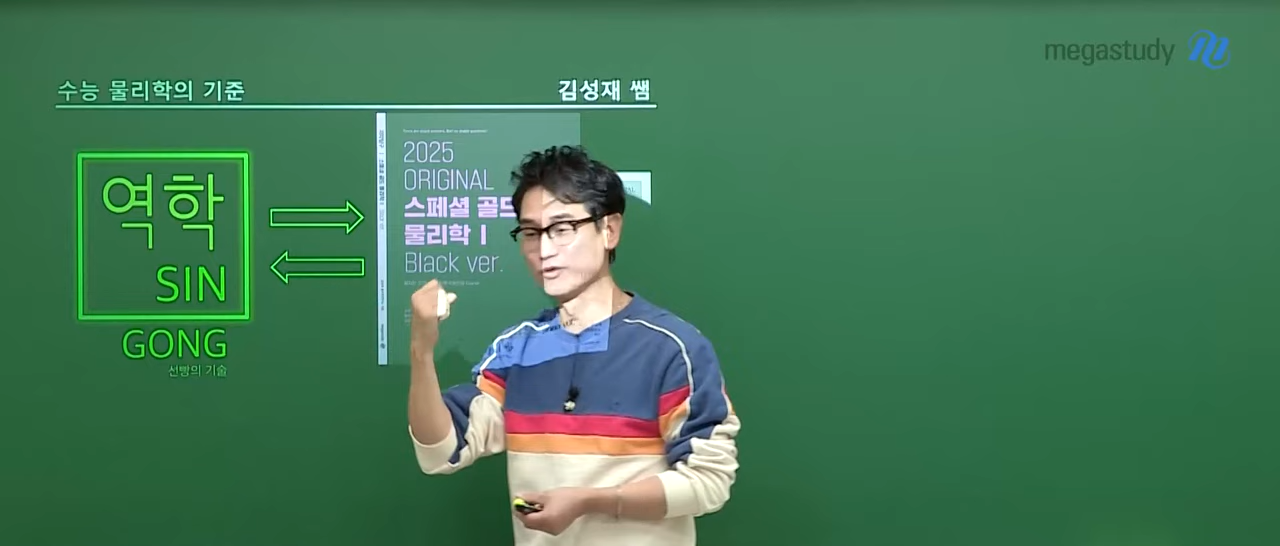 megastudy
수능 물리학의 기준
김성재 쌤
역학
SIN
GONG
선빵의 기술
2025
ORIGINAL
스페셜 골드
물리학 I
Black ver.